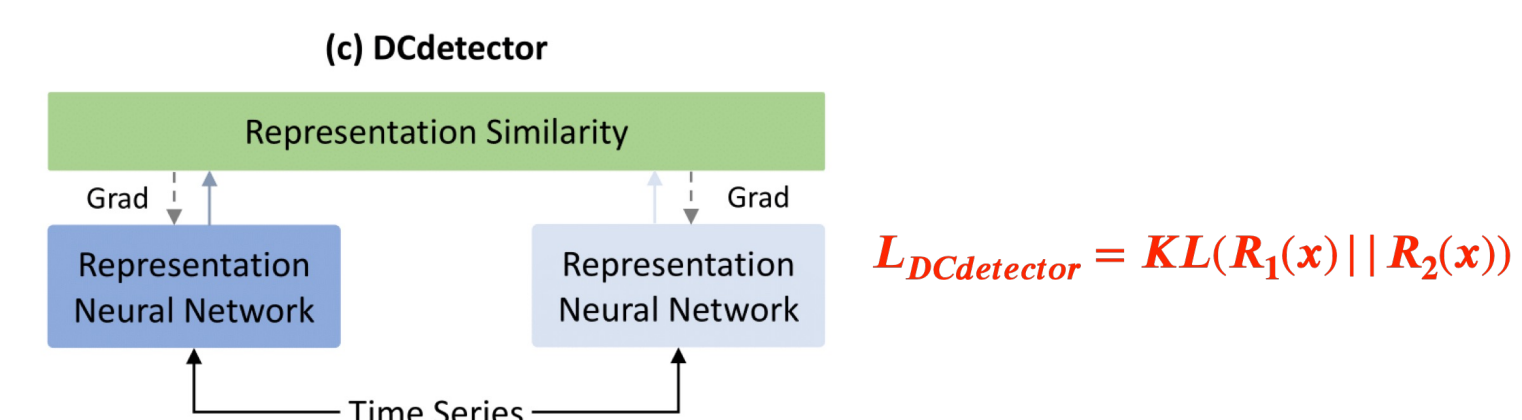 (c) DCdetector
Representation Similarity
Grad
Grad
Representation
Neural Network
Representation
Neural Network
L_DCdetector = KL(R_1(x) || R_2(x))
Time Series